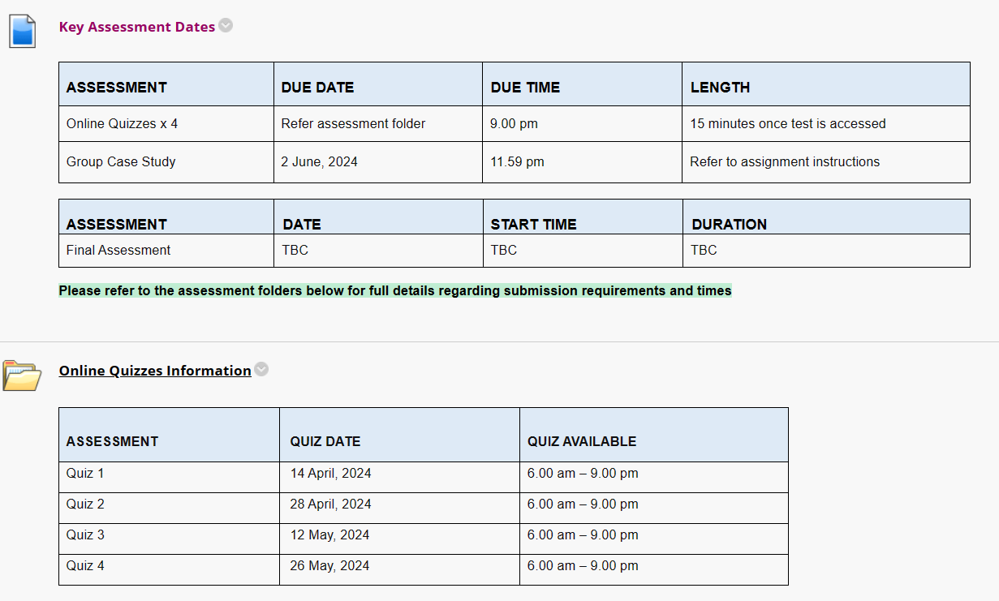 Key Assessment Dates
ASSESSMENT DUE DATE DUE TIME LENGTH
Online Quizzes x 4 Refer assessment folder 9.00 pm 15 minutes once test is accessed
Group Case Study 2 June, 2024 11.59 pm Refer to assignment instructions
ASSESSMENT DATE START TIME DURATION
Final Assessment TBC TBC TBC
Please refer to the assessment folders below for full details regarding submission requirements and times
Online Quizzes Information
ASSESSMENT QUIZ DATE QUIZ AVAILABLE
Quiz 1 14 April, 2024 6.00 am – 9.00 pm
Quiz 2 28 April, 2024 6.00 am – 9.00 pm
Quiz 3 12 May, 2024 6.00 am – 9.00 pm
Quiz 4 26 May, 2024 6.00 am – 9.00 pm